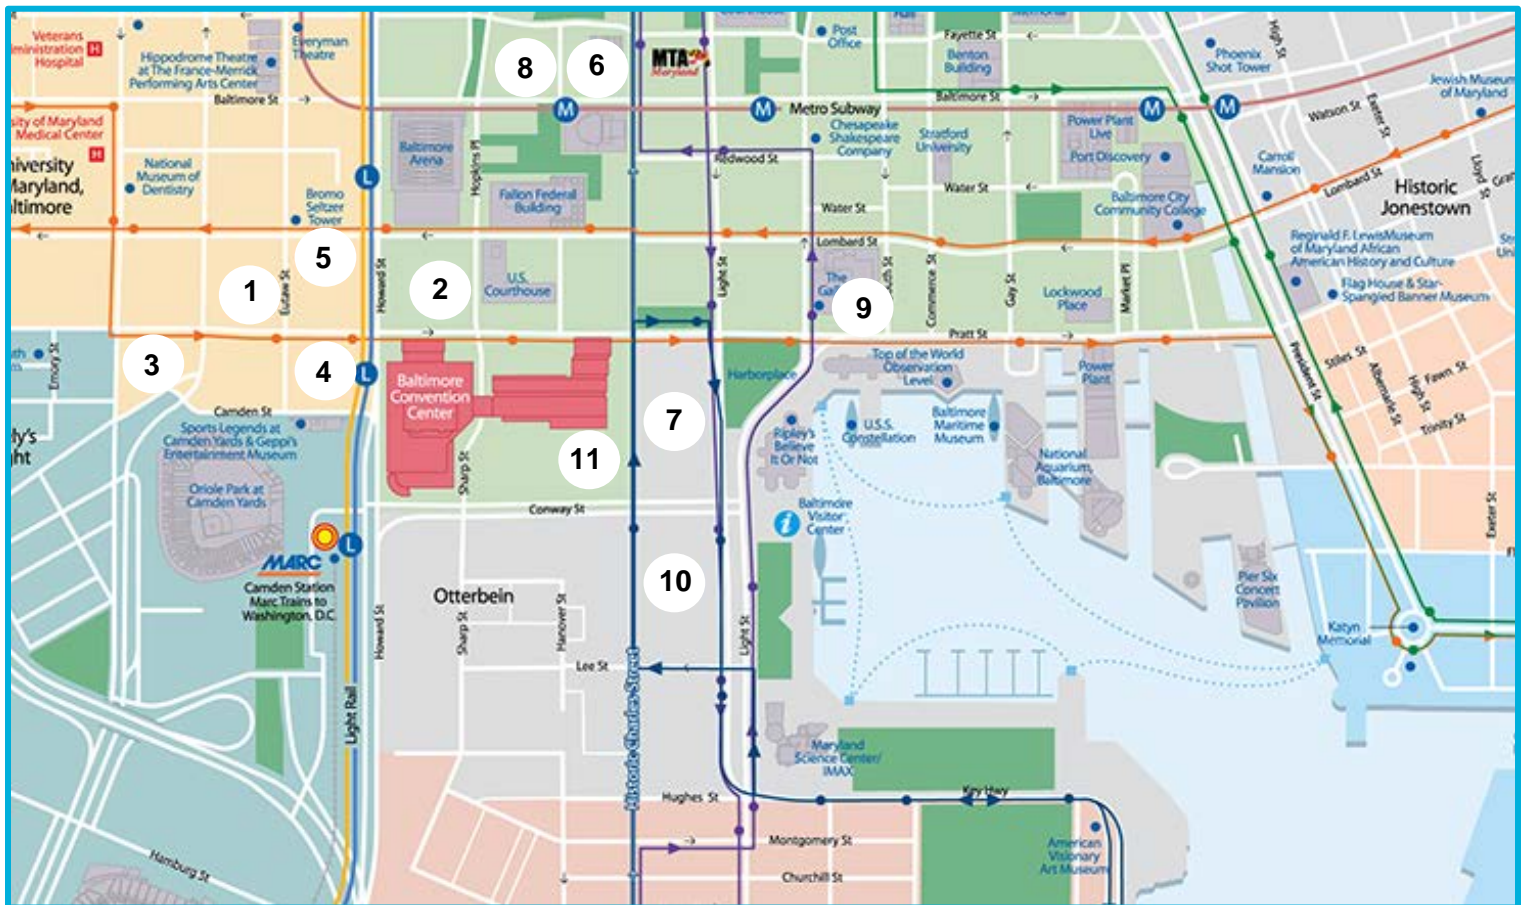 Veterans
ministration
Hospital
H
Hippodrome Theatre
at The France-Merrick
Performing Arts Center
Everyman
Theatre
Baltimore St
8
6
MTA
Maryland
Post
Office
Fayette St
Benton
Building
High St
Phoenix
Shot Tower
Jewish Museum
of Maryland
sity of Maryland
Medical Center
H
M
M
Metro Subway
Baltimore St
M
M
Watson St
Exeter St
Lloyd St
niversity
Maryland,
altimore
National
Museum of
Dentistry
L
Baltimore
Arena
Hopkins Pl
Fallon Federal
Building
Redwood St
Chesapeake
Shakespeare
Company
Stratford
University
Power Plant
Live
Port Discovery
Carroll
Mansion
Lombard St
Historic
Jonestown
Bromo
Seltzer
Tower
Water St
Water St
Baltimore City
Community College
Lombard St
Reginald F. LewisMuseum
of Maryland African
American History and Culture
Flag House & Star-
Spangled Banner Museum
5
1
Eutaw St
Howard St
2
U.S.
Courthouse
Light St
The
9
Commerce St
Gay St
Lockwood
Place
Market Pl
Pratt St
3
4
L
Emory St
Baltimore
Convention
Center
Harborplace
Top of the World
Observation
Level
Power
Plant
President St
Stiles St
Albemarle St
High St
Fawn St
Trinity St
Camden St
Sports Legends at
Camden Yards & Geppi's
Entertainment Museum
7
Ripley's
Believe
It Or Not
U.S.S.
Constellation
Baltimore
Maritime
Museum
National
Aquarium,
Baltimore
11
Sharp St
Oriole Park at
Camden Yards
Conway St
i
Baltimore
Visitor
Center
Exeter St
MARC
L
Camden Station
Marc Trains to
Washington, D.C.
10
Otterbein
Pier Six
Concert
Pavilion
Howard St
Sharp St
Hanover St
Light St
Katyn
Memorial
Lee St
Light Rail
Historic Charles Street
Maryland
Science Center/
IMAX
Hughes St
Key Hwy
Montgomery St
American
Visionary
Art Museum
Churchill St
Hamburg St